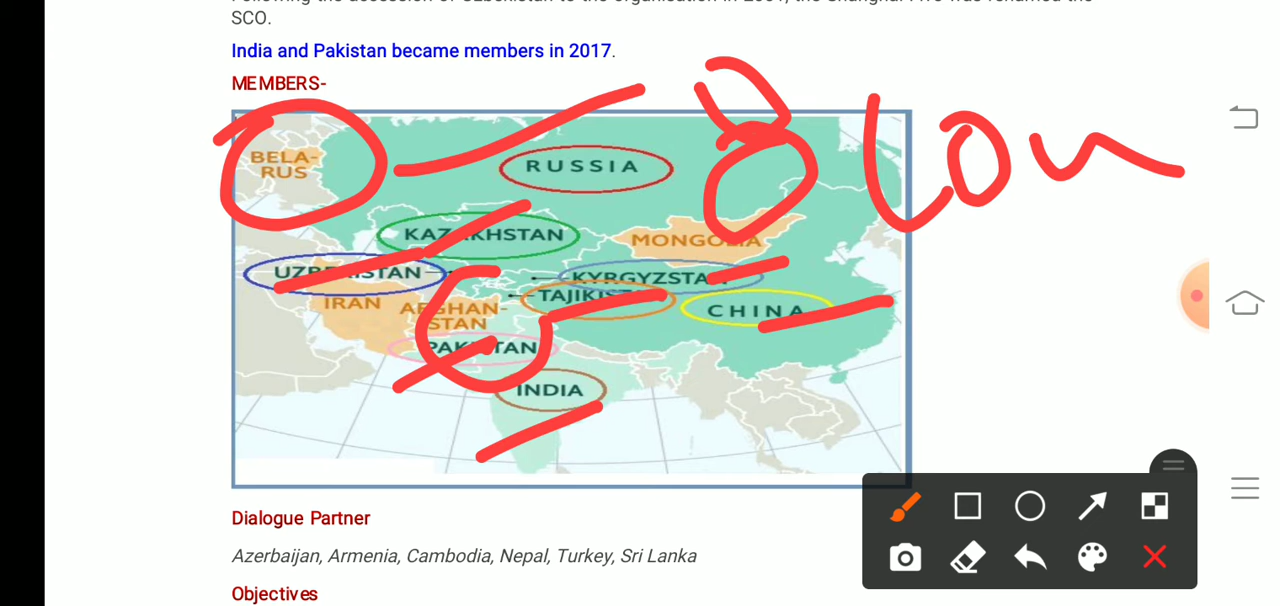 SCO.
India and Pakistan became members in 2017.
MEMBERS-
BELA-
RUS
RUSSIA
KAZAKHSTAN
MONGOLIA
UZBEKISTAN
KYRGYZSTAN
IRAN
TAJIKISTAN
AFGHAN-
STAN
CHINA
PAKISTAN
INDIA
Dialogue Partner
Azerbaijan, Armenia, Cambodia, Nepal, Turkey, Sri Lanka
Objectives